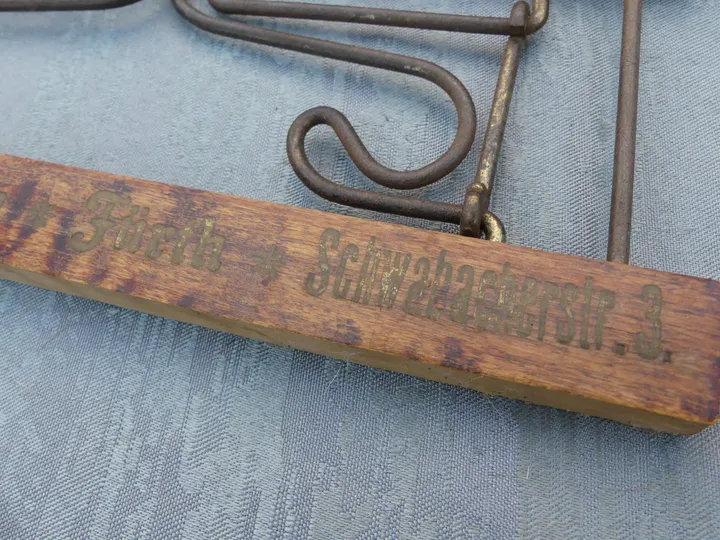 * Fürth * Schwabacherstr. 3.